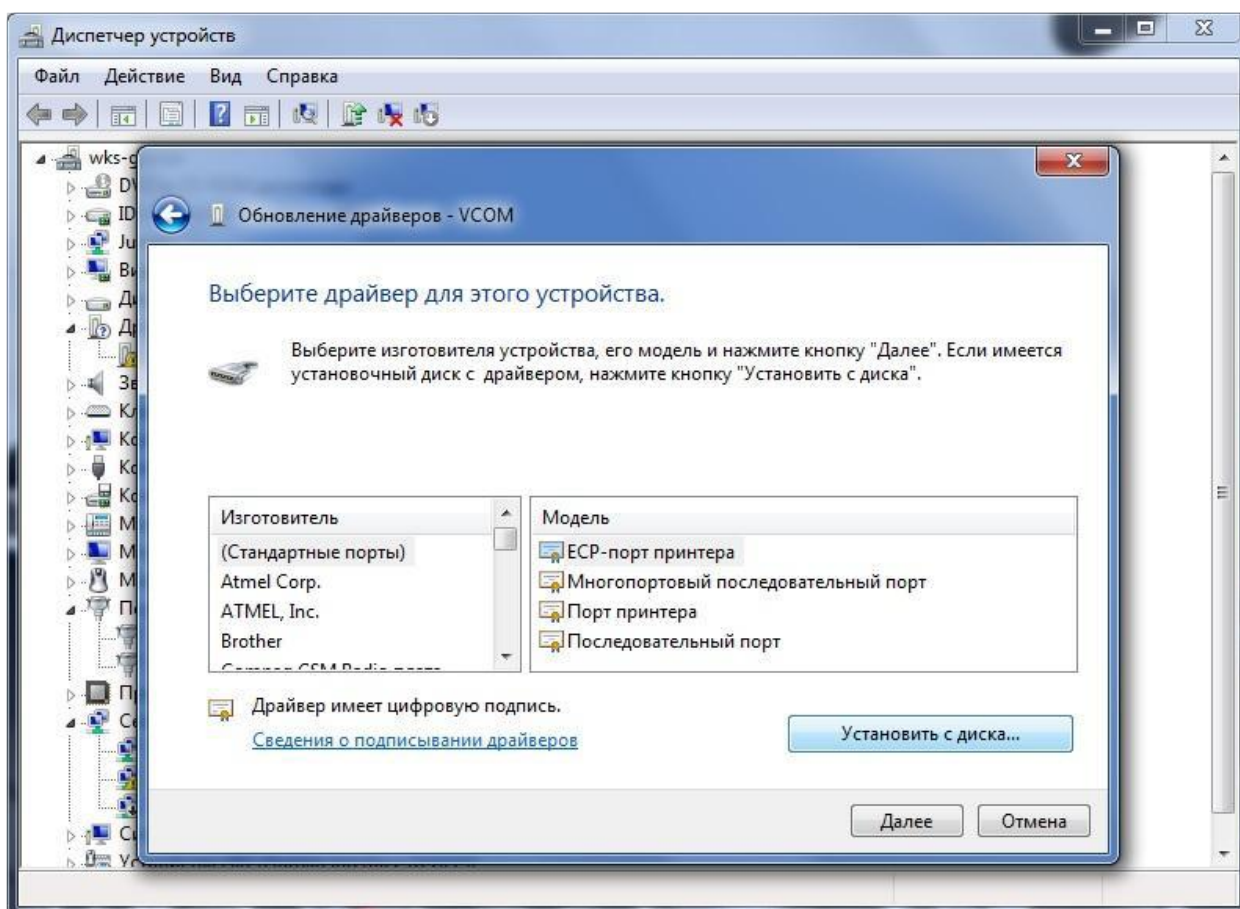 Диспетчер устройств
Файл Действие Вид Справка
Обновление драйверов - VCOM
Выберите драйвер для этого устройства.
Выберите изготовителя устройства, его модель и нажмите кнопку "Далее". Если имеется
установочный диск с драйвером, нажмите кнопку "Установить с диска".
Изготовитель
(Стандартные порты)
Atmel Corp.
ATMEL, Inc.
Brother
Модель
ECP-порт принтера
Многопортовый последовательный порт
Порт принтера
Последовательный порт
Драйвер имеет цифровую подпись.
Сведения о подписывании драйверов
Установить с диска...
Далее Отмена